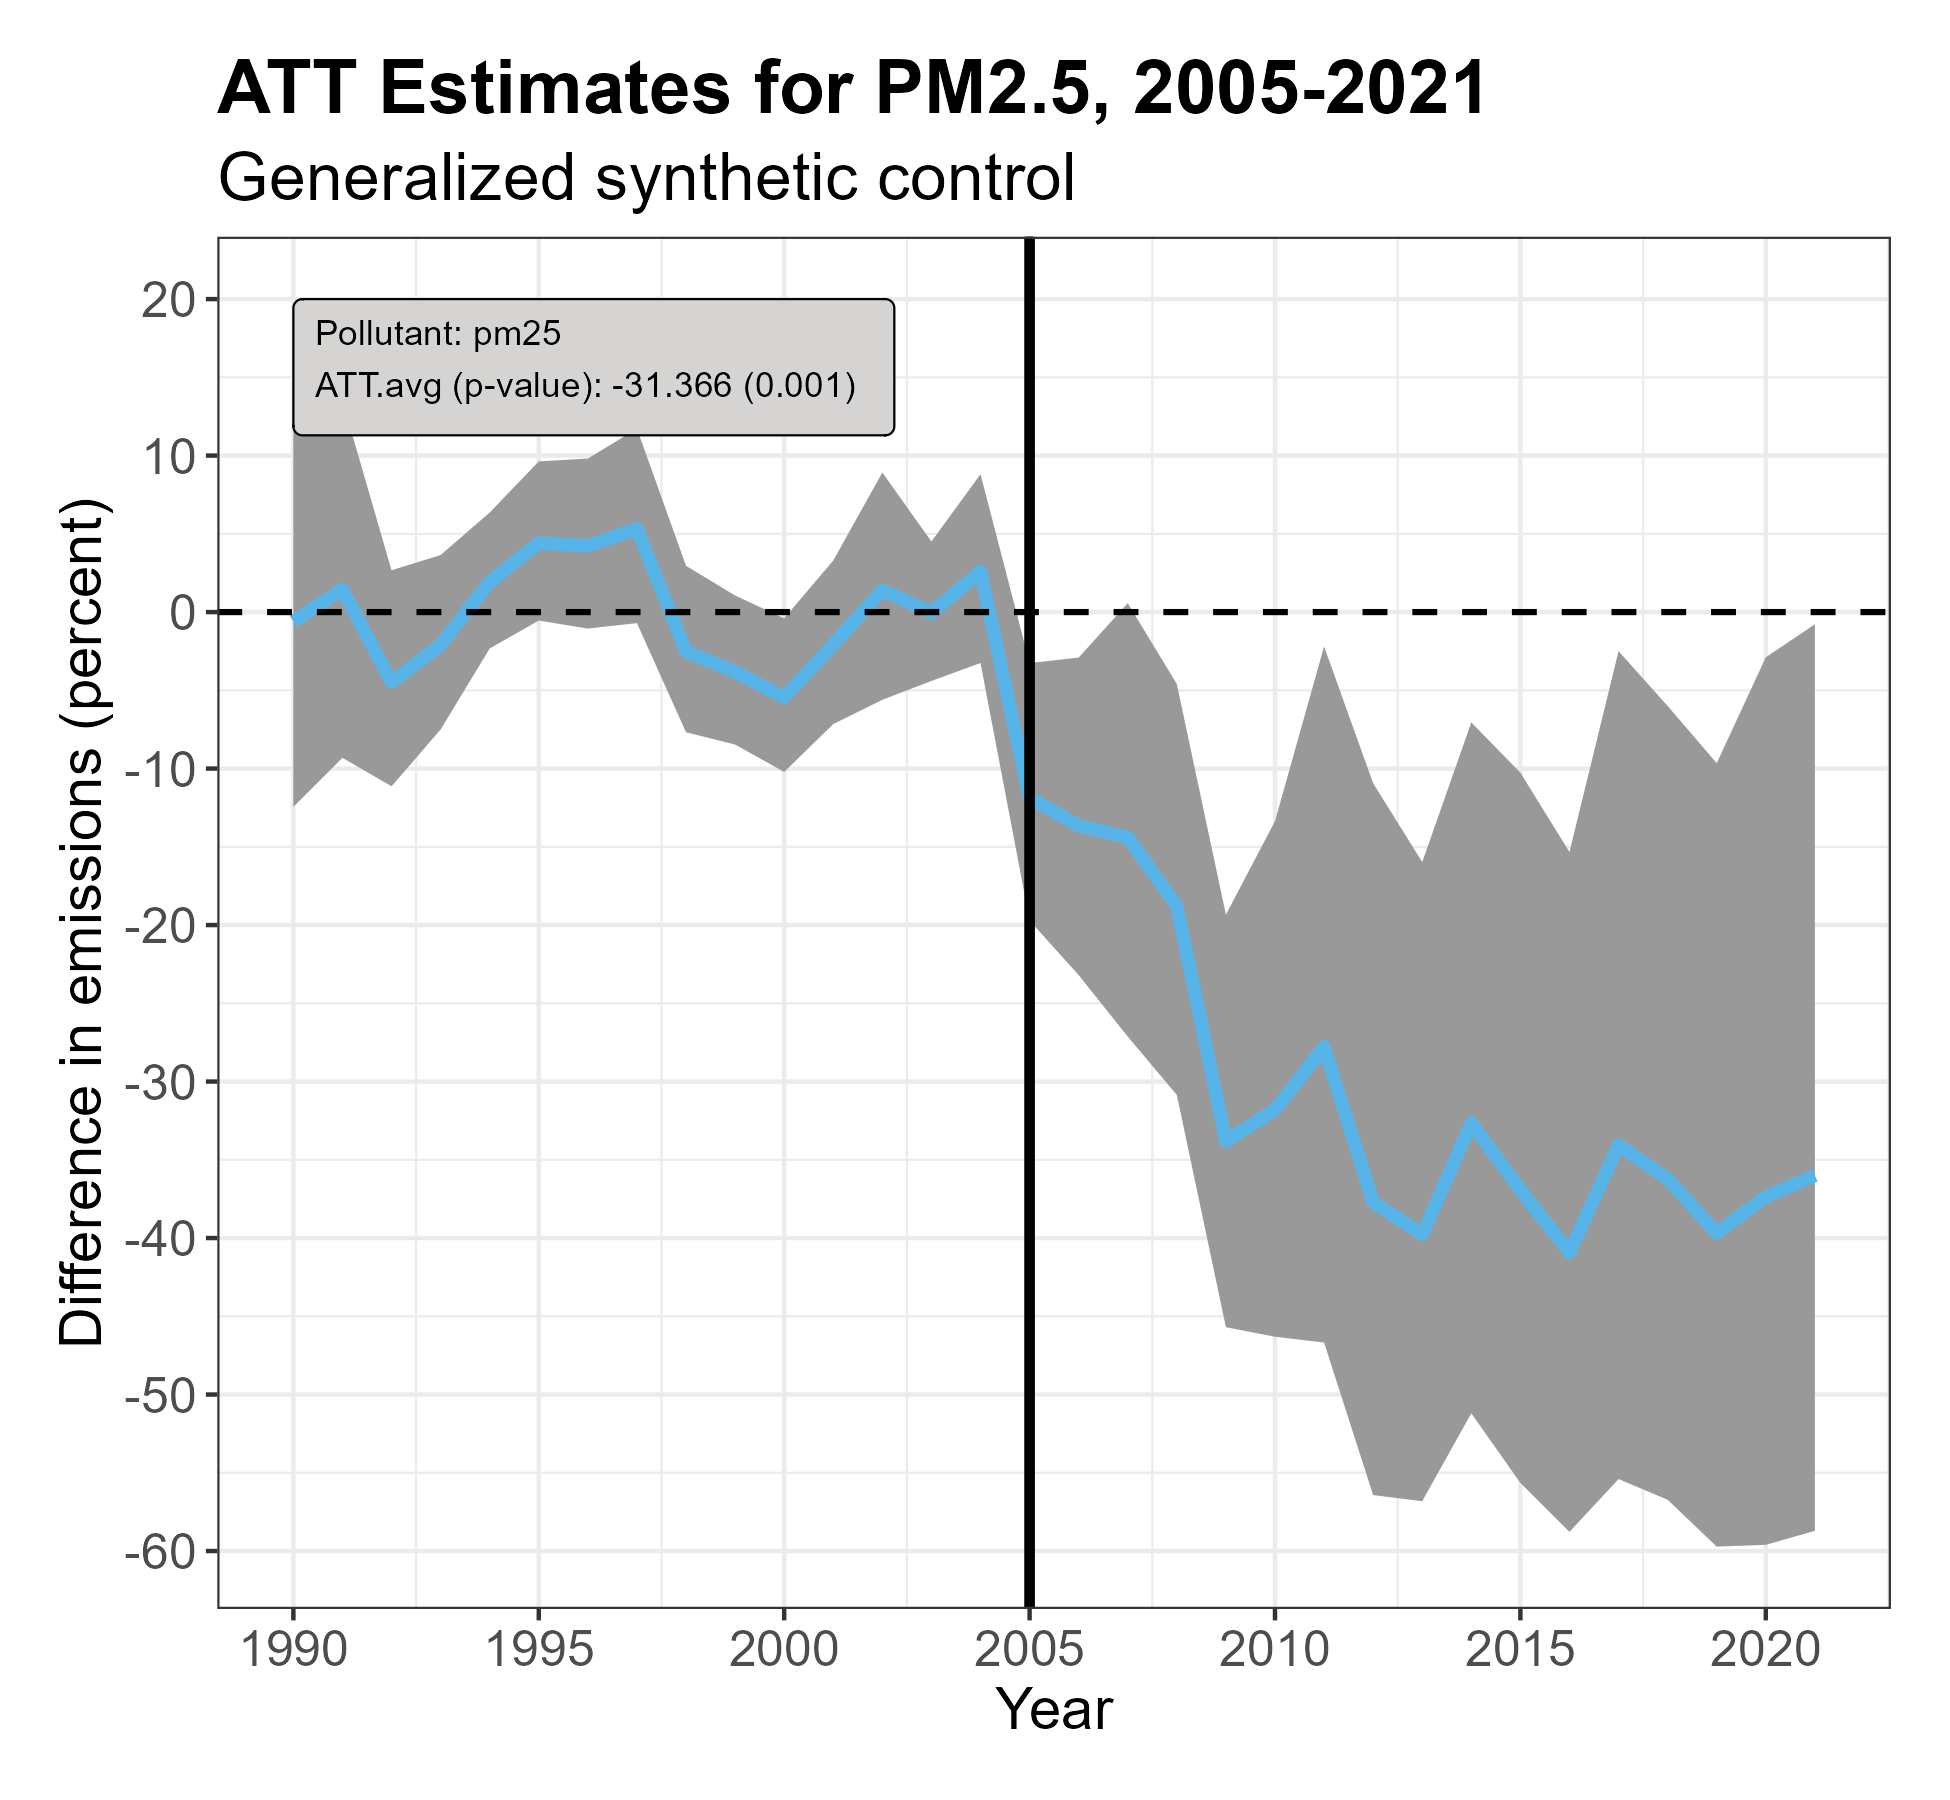 ATT Estimates for PM2.5, 2005-2021
Generalized synthetic control
Difference in emissions (percent)
20
10
0
-10
-20
-30
-40
-50
-60
Pollutant: pm25
ATT.avg (p-value): -31.366 (0.001)
1990 1995 2000 2005 2010 2015 2020
Year